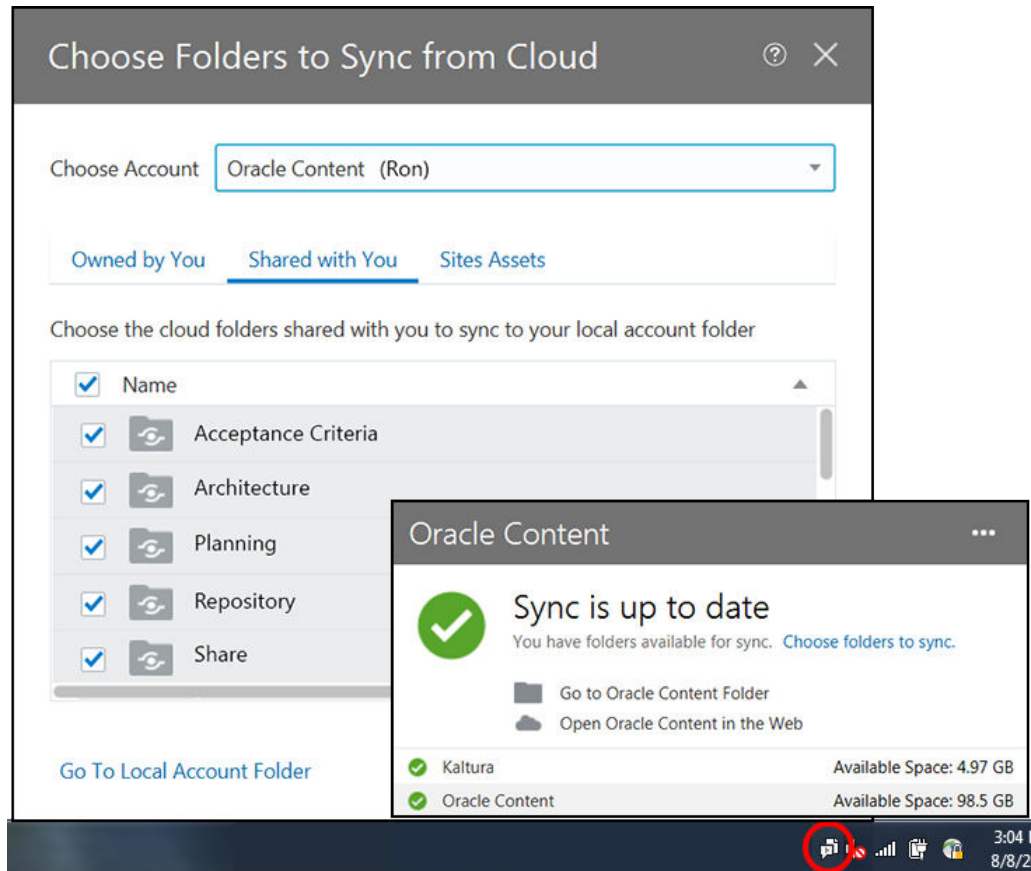 Choose Folders to Sync from Cloud
Choose Account Oracle Content (Ron)
Owned by You Shared with You Sites Assets
Choose the cloud folders shared with you to sync to your local account folder
Name
Acceptance Criteria
Architecture
Planning
Repository
Share
Go To Local Account Folder
Oracle Content
Sync is up to date
You have folders available for sync. Choose folders to sync.
Go to Oracle Content Folder
Open Oracle Content in the Web
Kaltura Available Space: 4.97 GB
Oracle Content Available Space: 98.5 GB
3:04
8/8/2